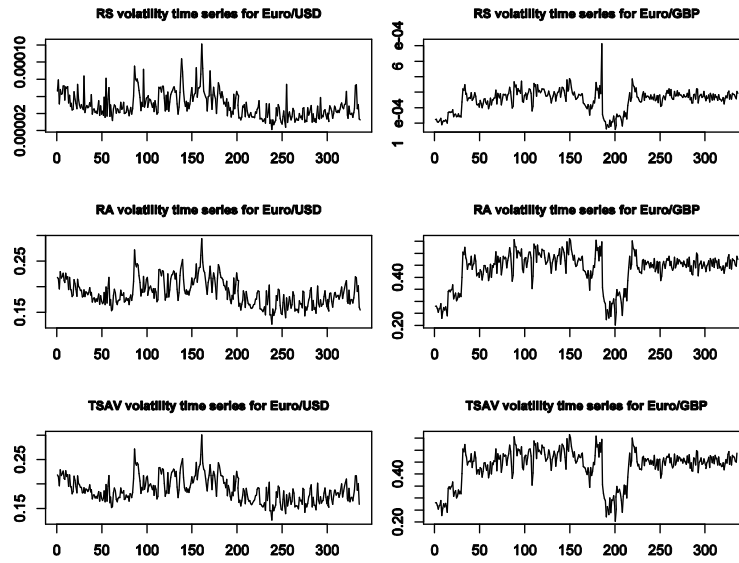 RS volatility time series for Euro/USD
RS volatility time series for Euro/GBP
0.00010
0.00002
6 e-04
1 e-04
0 50 100 150 200 250 300
0 50 100 150 200 250 300
RA volatility time series for Euro/USD
RA volatility time series for Euro/GBP
0.25
0.15
0.40
0.20
0 50 100 150 200 250 300
0 50 100 150 200 250 300
TSAV volatility time series for Euro/USD
TSAV volatility time series for Euro/GBP
0.25
0.15
0.40
0.20
0 50 100 150 200 250 300
0 50 100 150 200 250 300